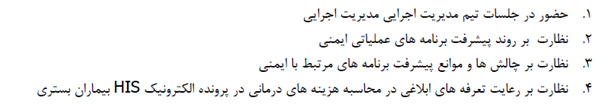 ۱. حضور در جلسات تیم مدیریت اجرایی مدیریت اجرایی
۲. نظارت بر روند پیشرفت برنامه های عملیاتی ایمنی
۳. نظارت بر چالش ها و موانع پیشرفت برنامه های مرتبط با ایمنی
۴. نظارت بر رعایت تعرفه های ابلاغی در محاسبه هزینه های درمانی در پرونده الکترونیک HIS بیماران بستری